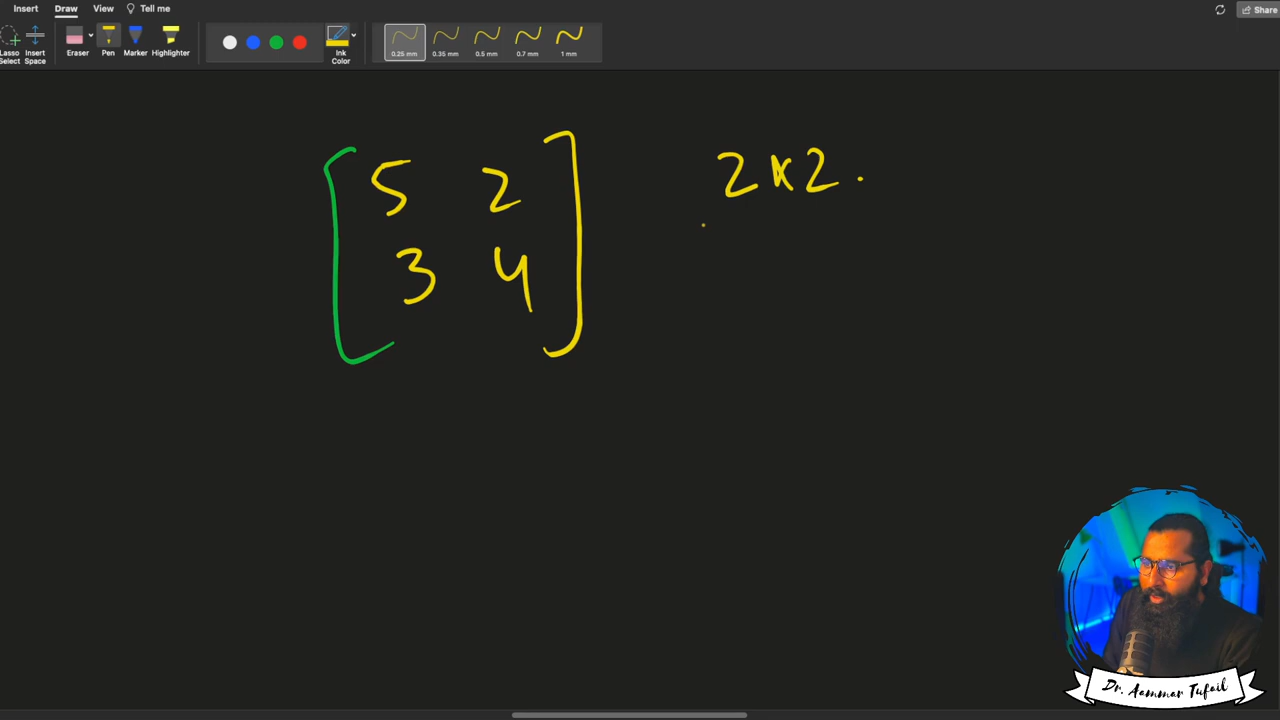 Insert Draw View Tell me Share
Lasso Select Insert Space Eraser Pen Marker Highlighter Ink Color 0.25 mm 0.35 mm 0.5 mm 0.7 mm 1 mm
5 2
3 4
2x2.
Dr. Aammar Tufail